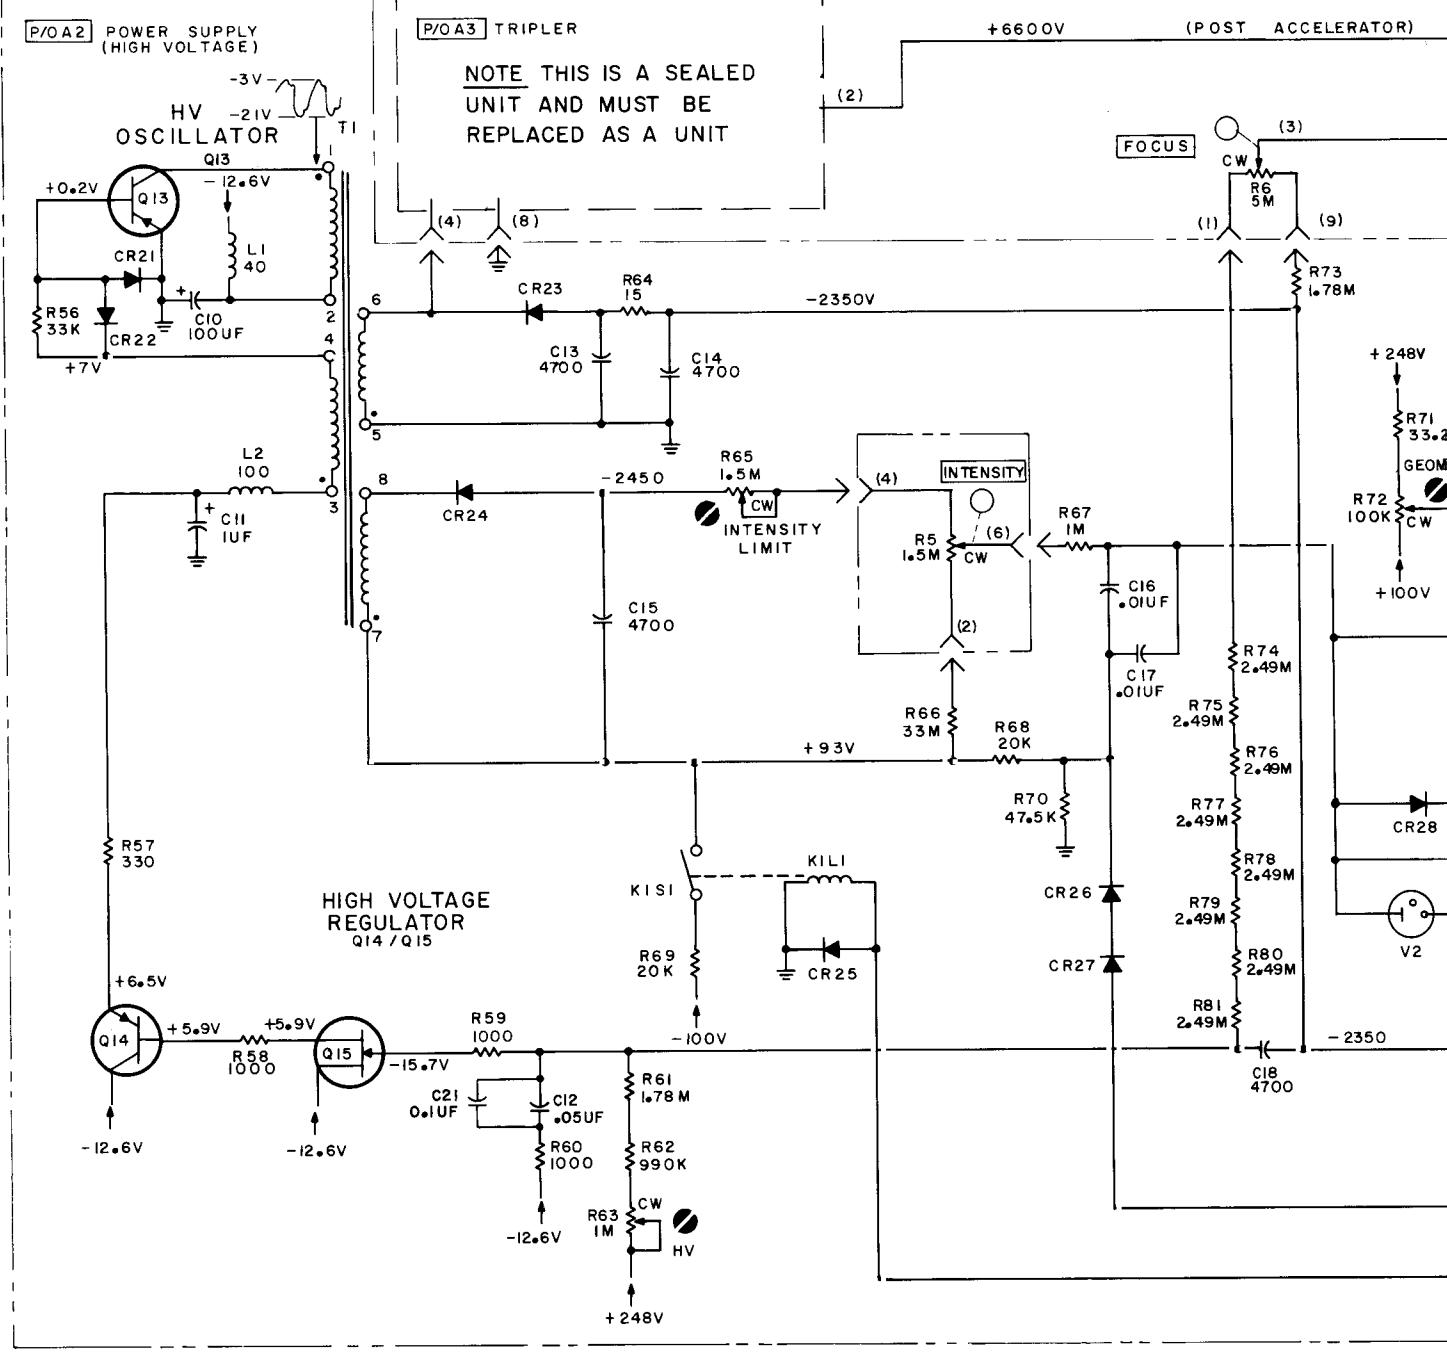 P/O A2 POWER SUPPLY
(HIGH VOLTAGE)
P/O A3 TRIPLER
NOTE THIS IS A SEALED
UNIT AND MUST BE
REPLACED AS A UNIT
+6600V (POST ACCELERATOR)
(2)
-3V
-21V
T1
HV
OSCILLATOR
Q13
-12.6V
1
+0.2V
Q13
CR21
L1
40
+
C10
100UF
R56
33K
CR22
+7V
2
4
6
(4)
(8)
FOCUS
(3)
CW
R6
5M
(1)
(9)
R73
1.78M
CR23
R64
15
-2350V
C13
4700
C14
4700
5
+248V
R71
33.2
GEOM
R72
100K
CW
+100V
L2
100
+
C11
1UF
3
8
CR24
-2450
R65
1.5M
CW
INTENSITY
LIMIT
(4)
INTENSITY
R5
1.5M
CW
(6)
(2)
R67
1M
C16
.01UF
C17
.01UF
7
C15
4700
R66
33M
+93V
R68
20K
R70
47.5K
R74
2.49M
R75
2.49M
R76
2.49M
R77
2.49M
R78
2.49M
R79
2.49M
R80
2.49M
R81
2.49M
CR28
V2
R57
330
HIGH VOLTAGE
REGULATOR
Q14/Q15
K1S1
K1L1
CR25
R69
20K
-100V
CR26
CR27
+6.5V
Q14
+5.9V
R58
1000
+5.9V
Q15
-15.7V
R59
1000
-12.6V
-12.6V
C21
0.1UF
C12
.05UF
R60
1000
-12.6V
R61
1.78M
R62
990K
R63
1M
CW
HV
+248V
C18
4700
-2350